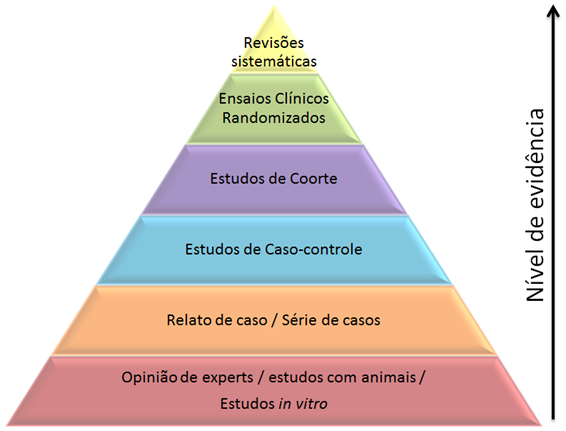 Revisões
sistemáticas
Ensaios Clínicos
Randomizados
Estudos de Coorte
Estudos de Caso-controle
Relato de caso / Série de casos
Opinião de experts / estudos com animais /
Estudos in vitro
Nível de evidência